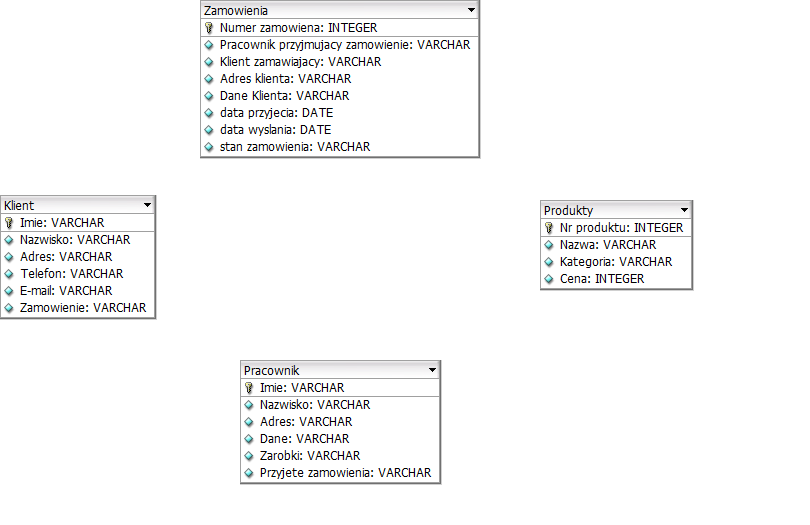 Zamowienia
Numer zamowiena: INTEGER
Pracownik przyjmujacy zamowienie: VARCHAR
Klient zamawiajacy: VARCHAR
Adres klienta: VARCHAR
Dane Klienta: VARCHAR
data przyjecia: DATE
data wyslania: DATE
stan zamowienia: VARCHAR
Klient
Imie: VARCHAR
Nazwisko: VARCHAR
Adres: VARCHAR
Telefon: VARCHAR
E-mail: VARCHAR
Zamowienie: VARCHAR
Produkty
Nr produktu: INTEGER
Nazwa: VARCHAR
Kategoria: VARCHAR
Cena: INTEGER
Pracownik
Imie: VARCHAR
Nazwisko: VARCHAR
Adres: VARCHAR
Dane: VARCHAR
Zarobki: VARCHAR
Przyjete zamowienia: VARCHAR